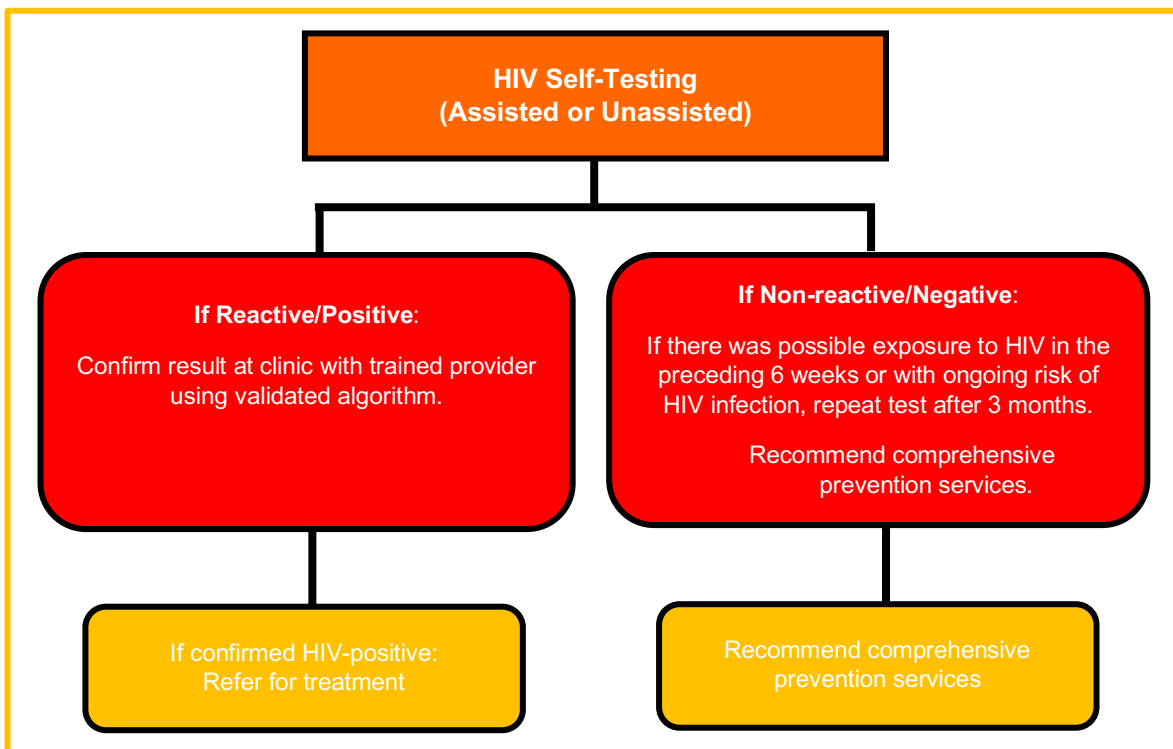 HIV Self-Testing
(Assisted or Unassisted)
If Reactive/Positive:
Confirm result at clinic with trained provider
using validated algorithm.
If Non-reactive/Negative:
If there was possible exposure to HIV in the
preceding 6 weeks or with ongoing risk of
HIV infection, repeat test after 3 months.
Recommend comprehensive
prevention services.
If confirmed HIV-positive:
Refer for treatment
Recommend comprehensive
prevention services